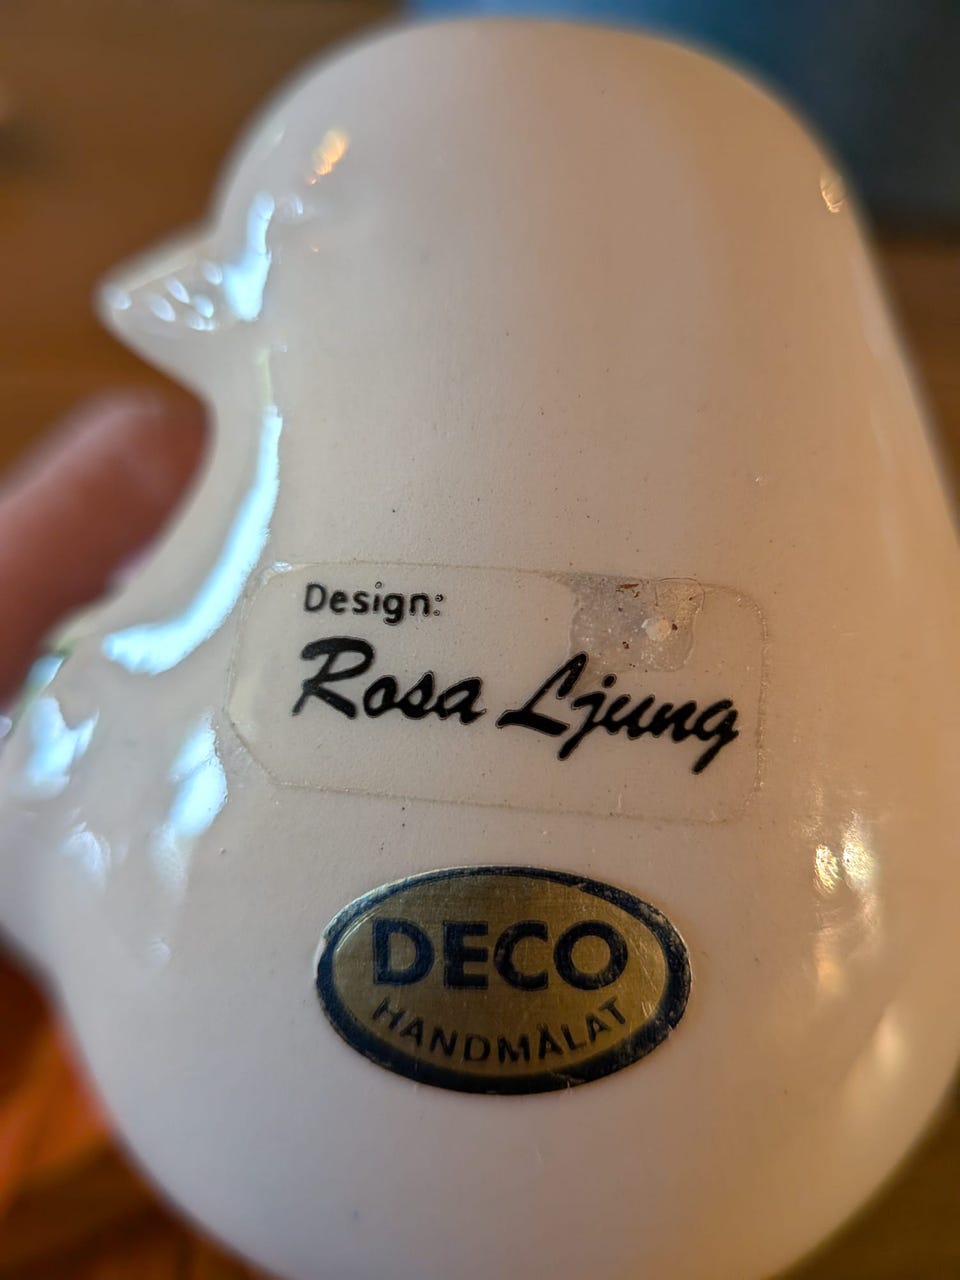 Design:
Rosa Ljung
DECO
HANDMÅLAT